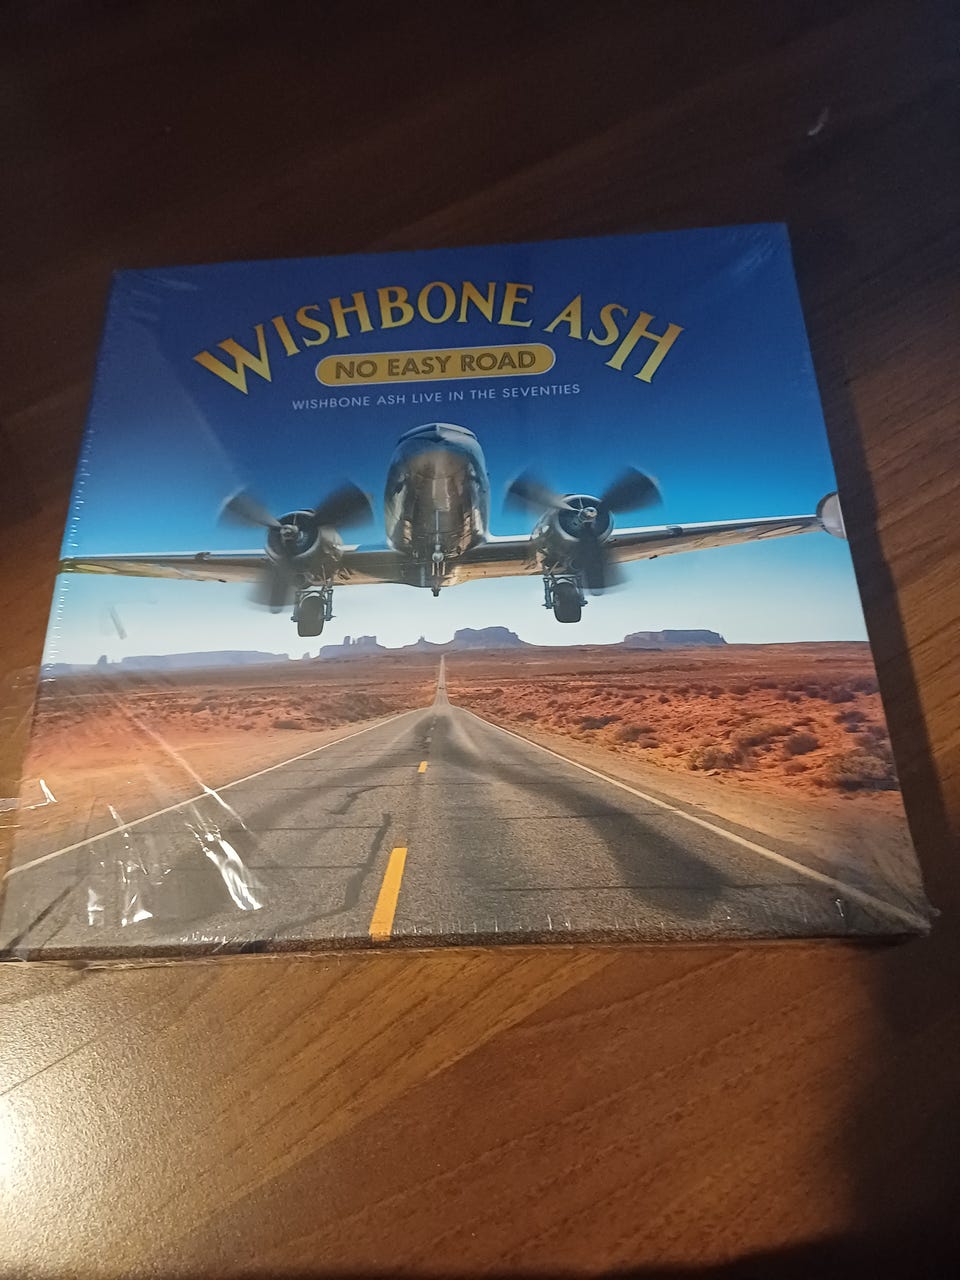 WISHBONE ASH
NO EASY ROAD
WISHBONE ASH LIVE IN THE SEVENTIES